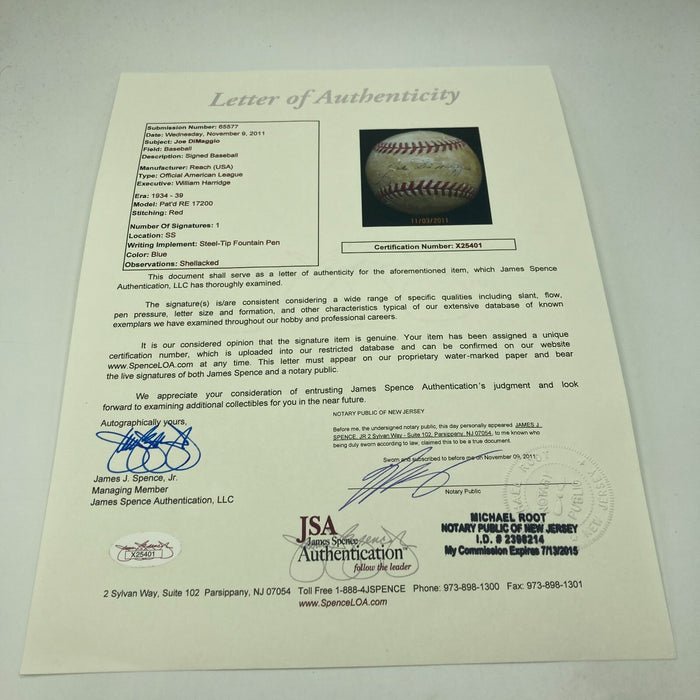 Letter of Authenticity
Submission Number: 65877
Date: Wednesday, November 9, 2011
Subject: Joe DiMaggio
Field: Baseball
Description: Signed Baseball
Manufacturer: Reach (USA)
Type: Official American League
Executive: William Harridge
Era: 1934 - 39
Model: Pat'd RE 17200
Stitching: Red
Number of Signatures: 1
Location: SS
Writing Implement: Steel-Tip Fountain Pen
Color: Blue
Observations: Shellacked
Joe DiMaggio
11/03/2011
Certification Number: X25401
This document shall serve as a letter of authenticity for the aforementioned item, which James Spence
Authentication, LLC has thoroughly examined.
The signature(s) is/are consistent considering a wide range of specific qualities including slant, flow,
pen pressure, letter size and formation, and other characteristics typical of our extensive database of known
exemplars we have examined throughout our hobby and professional careers.
It is our considered opinion that the signature item is genuine. Your item has been assigned a unique
certification number, which is uploaded into our restricted database and can be confirmed on our website
www.SpenceLOA.com at any time. This letter must appear on our proprietary water-marked paper and bear
the live signatures of both James Spence and a notary public.
We appreciate your consideration of entrusting James Spence Authentication's judgment and look
forward to examining additional collectibles for you in the near future.
Autographically yours,
James J. Spence, Jr.
Managing Member
James Spence Authentication, LLC
NOTARY PUBLIC OF NEW JERSEY
Before me, the undersigned notary public, this day personally appeared JAMES J.
SPENCE, JR 2 Sylvan Way - Suite 102, Parsippany, NJ 07054, to me known who
being duly sworn according to law, claimed this to be a true document.
Sworn and subscribed to before me on November 09, 2011
Notary Public
MICHAEL ROOT
NOTARY PUBLIC OF NEW JERSEY
I.D. # 2398214
My Commission Expires 7/13/2015
X25401
JSA
James Spence
Authentication
follow the leader
2 Sylvan Way, Suite 102 Parsippany, NJ 07054 Toll Free 1-888-4JSPENCE Phone: 973-898-1300 Fax: 973-898-1301
www.SpenceLOA.com